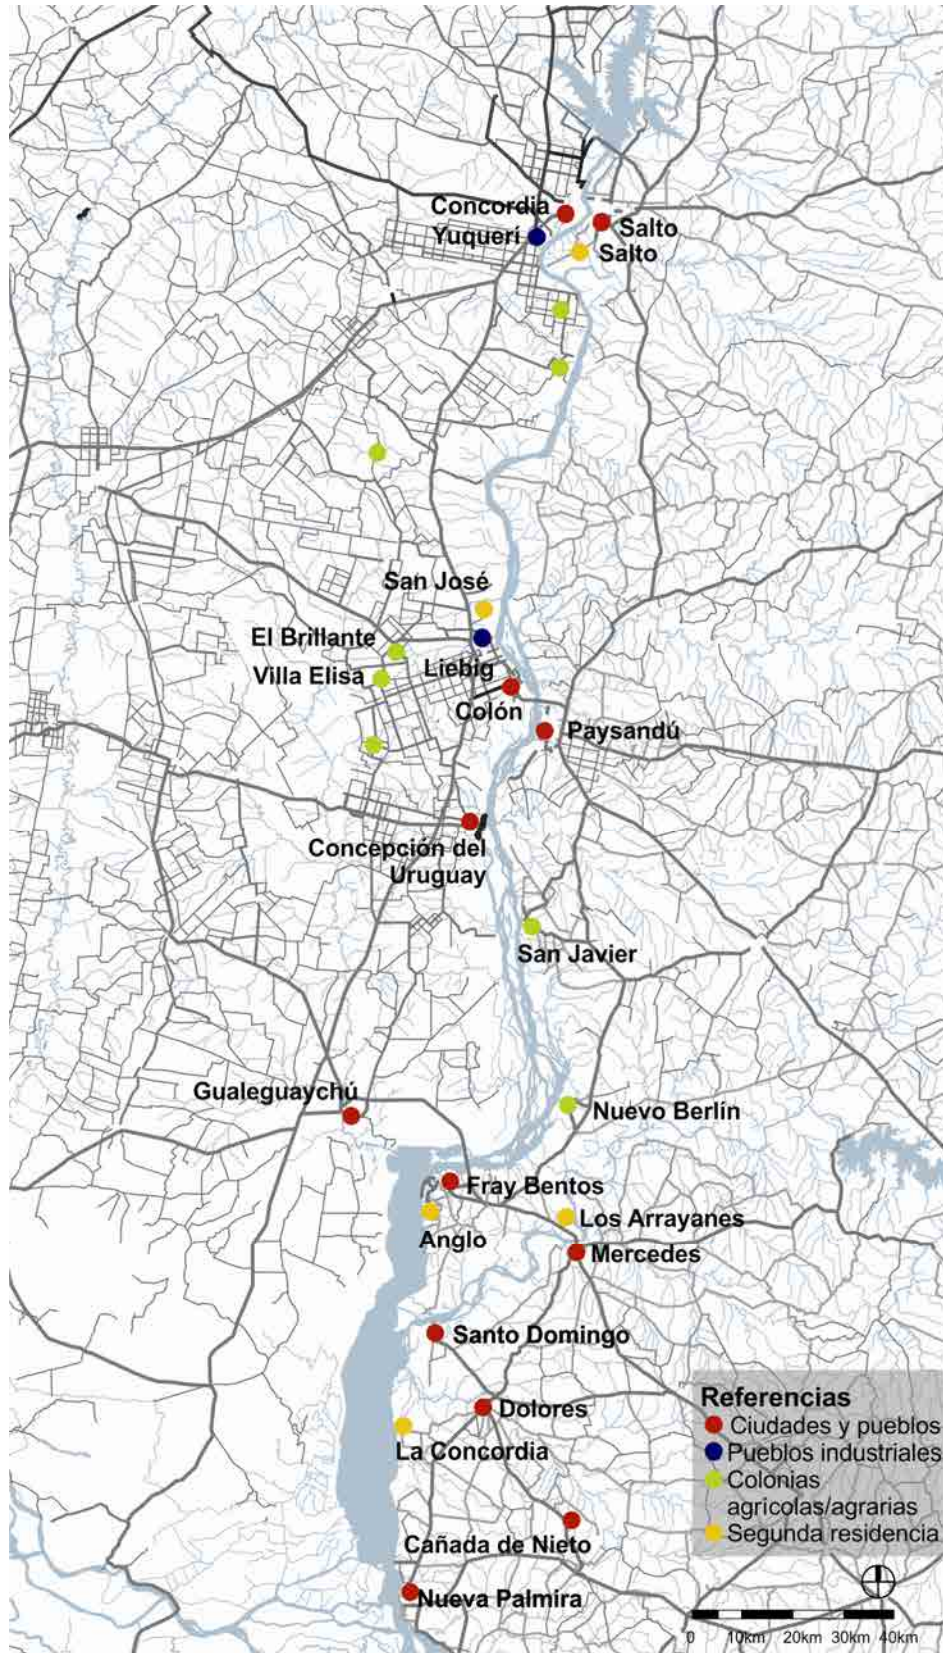 Concordia
Yuquerí
Salto
Salto
San José
El Brillante
Villa Elisa
Liebig
Colón
Paysandú
Concepción del
Uruguay
San Javier
Gualeguaychú
Nuevo Berlín
Fray Bentos
Anglo
Los Arrayanes
Mercedes
Santo Domingo
Dolores
La Concordia
Cañada de Nieto
Nueva Palmira
Referencias
Ciudades y pueblos
Pueblos industriales
Colonias
agrícolas/agrarias
Segunda residencia
0 10km 20km 30km 40km